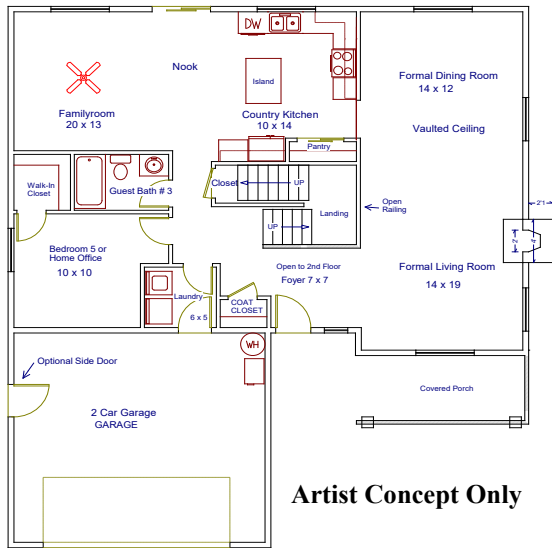 DW
Nook
Island
Formal Dining Room
14 x 12
Familyroom
20 x 13
Country Kitchen
10 x 14
Vaulted Ceiling
Pantry
Walk-In
Closet
Guest Bath # 3
Closet
UP
Landing
Open
Railing
2'1
UP
2'
4'
Bedroom 5 or
Home Office
10 x 10
Open to 2nd Floor
Foyer 7 x 7
Formal Living Room
14 x 19
Laundry
6 x 5
COAT
CLOSET
WH
Optional Side Door
Covered Porch
2 Car Garage
GARAGE
Artist Concept Only